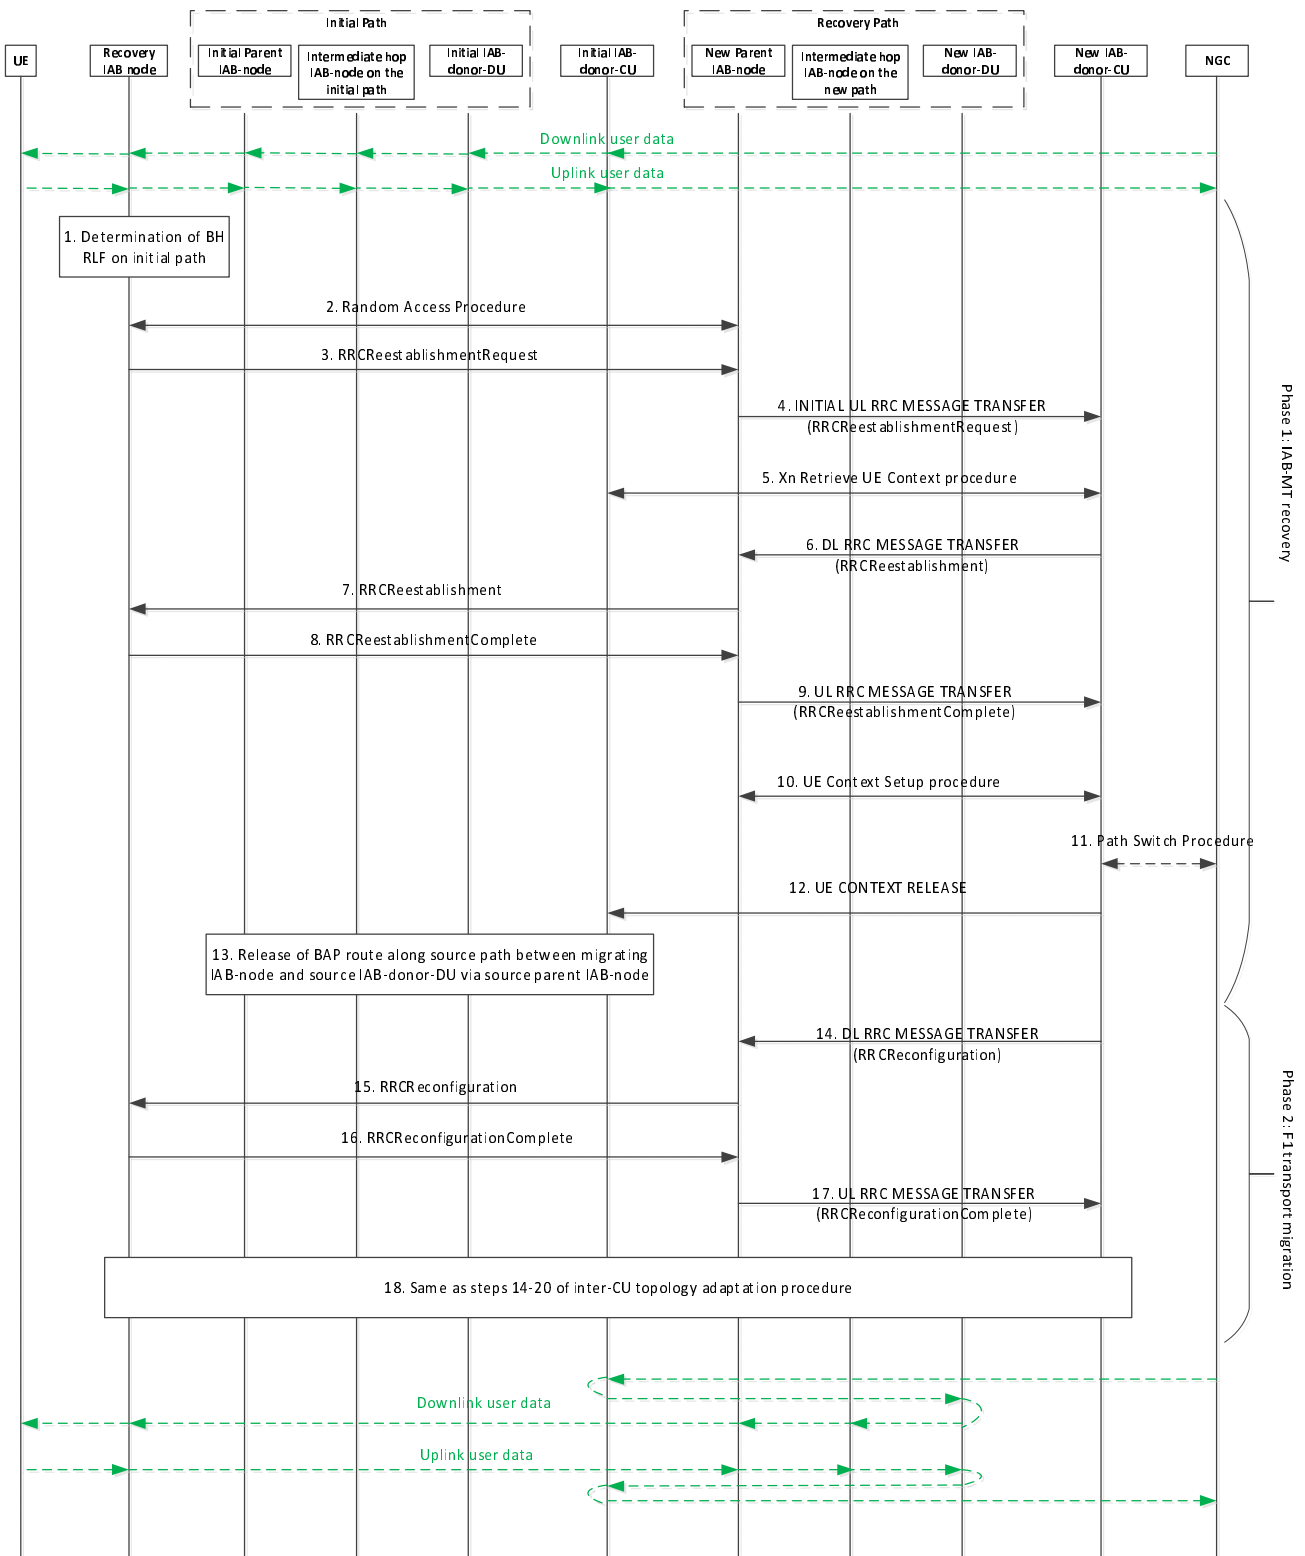 Initial Path
Recovery Path
UE
Recovery
IAB node
Initial Parent
IAB-node
Intermediate hop
IAB-node on the
initial path
Initial IAB-
donor-DU
Initial IAB-
donor-CU
New Parent
IAB-node
Intermediate hop
IAB-node on the
new path
New IAB-
donor-DU
New IAB-
donor-CU
NGC
Downlink user data
Uplink user data
1. Determination of BH
RLF on initial path
2. Random Access Procedure
3. RRCReestablishmentRequest
4. INITIAL UL RRC MESSAGE TRANSFER
(RRCReestablishmentRequest)
5. Xn Retrieve UE Context procedure
6. DL RRC MESSAGE TRANSFER
(RRCReestablishment)
7. RRCReestablishment
8. RRCReestablishmentComplete
9. UL RRC MESSAGE TRANSFER
(RRCReestablishmentComplete)
10. UE Context Setup procedure
11. Path Switch Procedure
12. UE CONTEXT RELEASE
13. Release of BAP route along source path between migrating
IAB-node and source IAB-donor-DU via source parent IAB-node
Phase 1: IAB-MT recovery
14. DL RRC MESSAGE TRANSFER
(RRCReconfiguration)
15. RRCReconfiguration
16. RRCReconfigurationComplete
17. UL RRC MESSAGE TRANSFER
(RRCReconfigurationComplete)
18. Same as steps 14-20 of inter-CU topology adaptation procedure
Phase 2: F1 transport migration
Downlink user data
Uplink user data